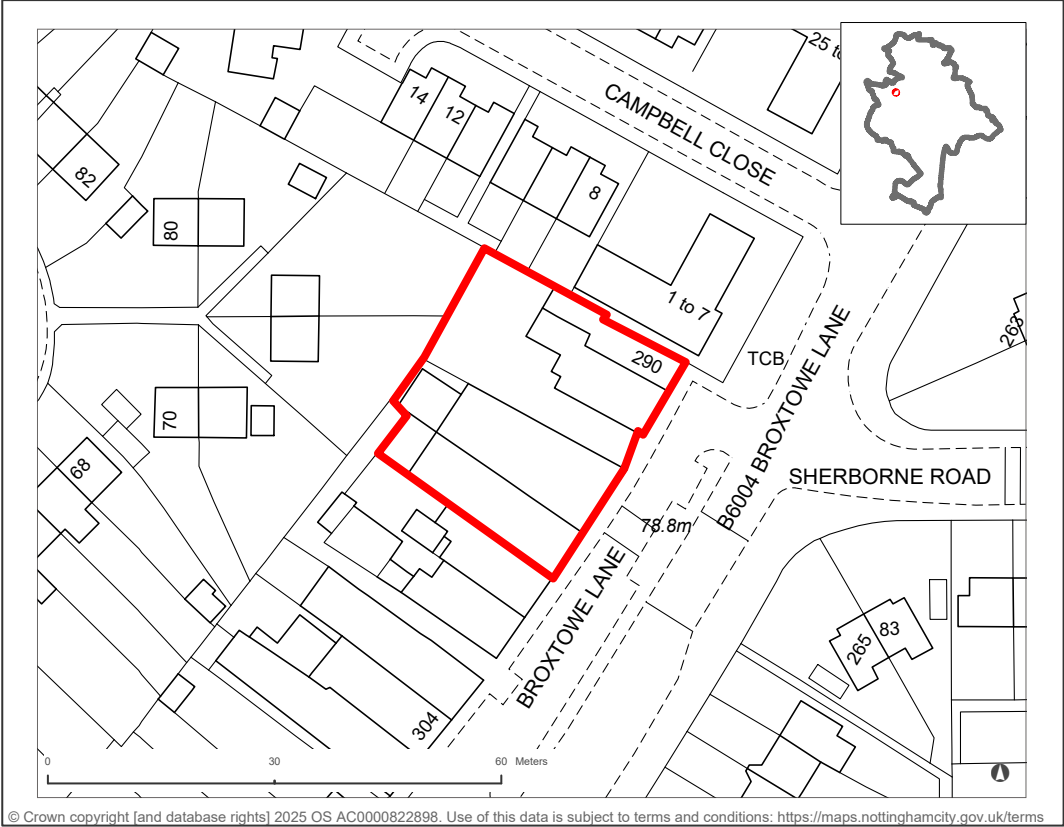 25 to
CAMPBELL CLOSE
14
12
82
8
80
1 to 7
290
TCB
263
B6004 BROXTOWE LANE
70
68
SHERBORNE ROAD
78.8m
BROXTOWE LANE
83
265
304
0 30 60 Meters
© Crown copyright [and database rights] 2025 OS AC0000822898. Use of this data is subject to terms and conditions: https://maps.nottinghamcity.gov.uk/terms